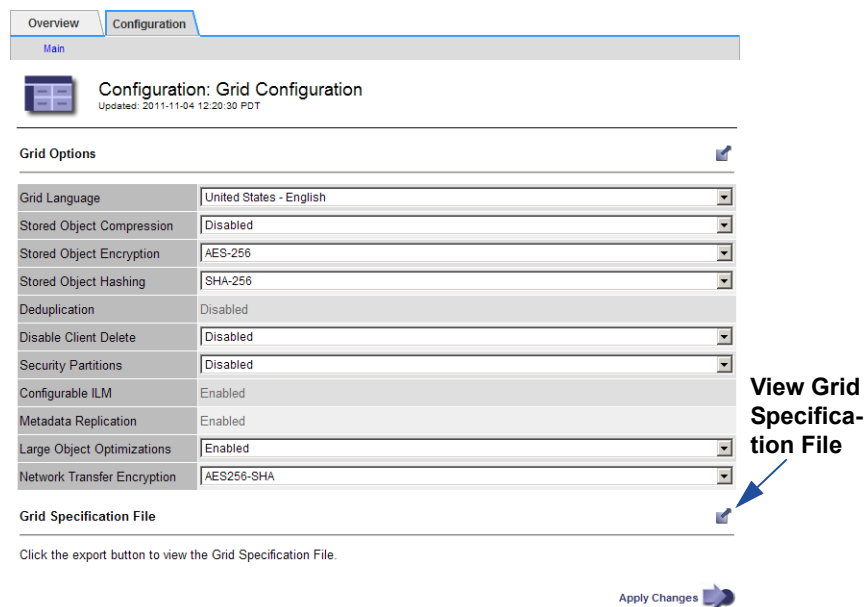 Overview
Configuration
Main
Configuration: Grid Configuration
Updated: 2011-11-04 12:20:30 PDT
Grid Options
Grid Language United States - English
Stored Object Compression Disabled
Stored Object Encryption AES-256
Stored Object Hashing SHA-256
Deduplication Disabled
Disable Client Delete Disabled
Security Partitions Disabled
Configurable ILM Enabled
Metadata Replication Enabled
Large Object Optimizations Enabled
Network Transfer Encryption AES256-SHA
View Grid
Specifica-
tion File
Grid Specification File
Click the export button to view the Grid Specification File.
Apply Changes